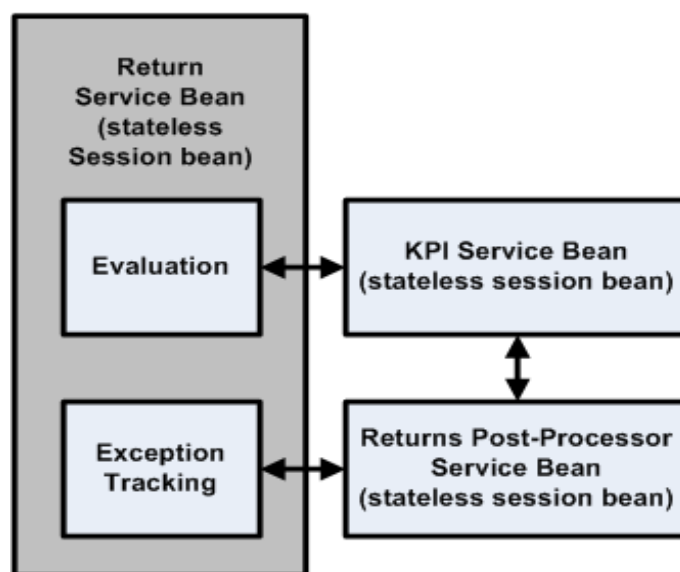 Return
Service Bean
(stateless
Session bean)
Evaluation
KPI Service Bean
(stateless session bean)
Exception
Tracking
Returns Post-Processor
Service Bean
(stateless session bean)